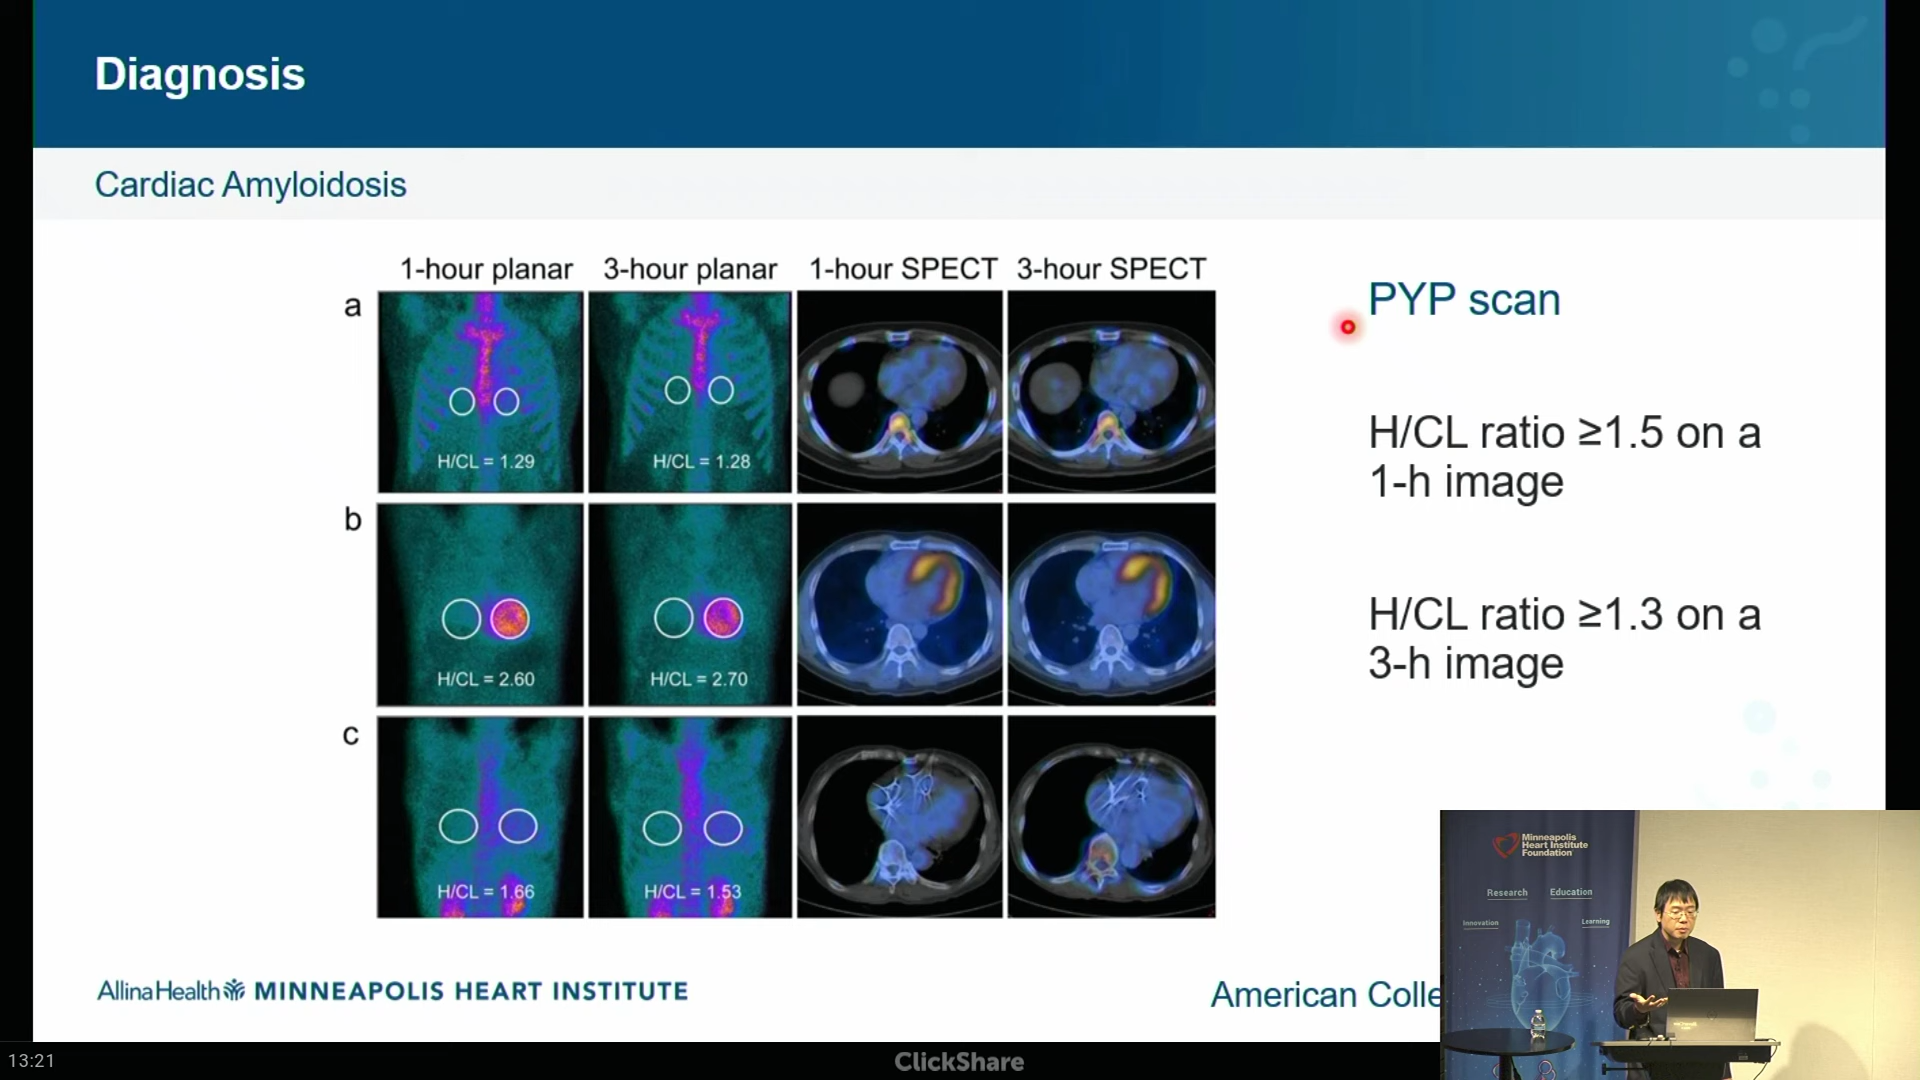 Diagnosis
Cardiac Amyloidosis
1-hour planar 3-hour planar 1-hour SPECT 3-hour SPECT
a
H/CL = 1.29
H/CL = 1.28
b
H/CL = 2.60
H/CL = 2.70
c
H/CL = 1.66
H/CL = 1.53
PYP scan
H/CL ratio ≥1.5 on a
1-h image
H/CL ratio ≥1.3 on a
3-h image
Allina Health MINNEAPOLIS HEART INSTITUTE
American Colle
Minneapolis
Heart Institute
Foundation
Research Education
Innovation Learning
13:21
ClickShare